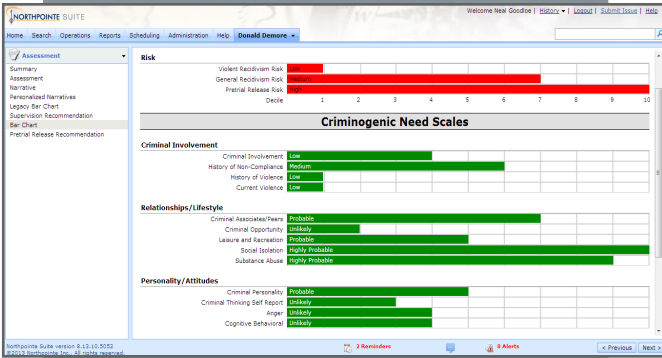 NORTHPOINTE SUITE
Welcome Neal Goodloe | History | Logout | Submit Issue | Help
Home Search Operations Reports Scheduling Administration Help Donald Demore
Assessment
Summary
Assessment
Narrative
Personalized Narratives
Legacy Bar Chart
Supervision Recommendation
Bar Chart
Pretrial Release Recommendation
Risk
Violent Recidivism Risk Low
General Recidivism Risk Medium
Pretrial Release Risk High
Decile 1 2 3 4 5 6 7 8 9 10
Criminogenic Need Scales
Criminal Involvement
Criminal Involvement Low
History of Non-Compliance Medium
History of Violence Low
Current Violence Low
Relationships/Lifestyle
Criminal Associates/Peers Probable
Criminal Opportunity Unlikely
Leisure and Recreation Probable
Social Isolation Highly Probable
Substance Abuse Highly Probable
Personality/Attitudes
Criminal Personality Probable
Criminal Thinking Self Report Unlikely
Anger Unlikely
Cognitive Behavioral Unlikely
Northpointe Suite version 8.13.10.5052
©2013 Northpointe Inc., All rights reserved.
2 Reminders
8 Alerts
< Previous Next >